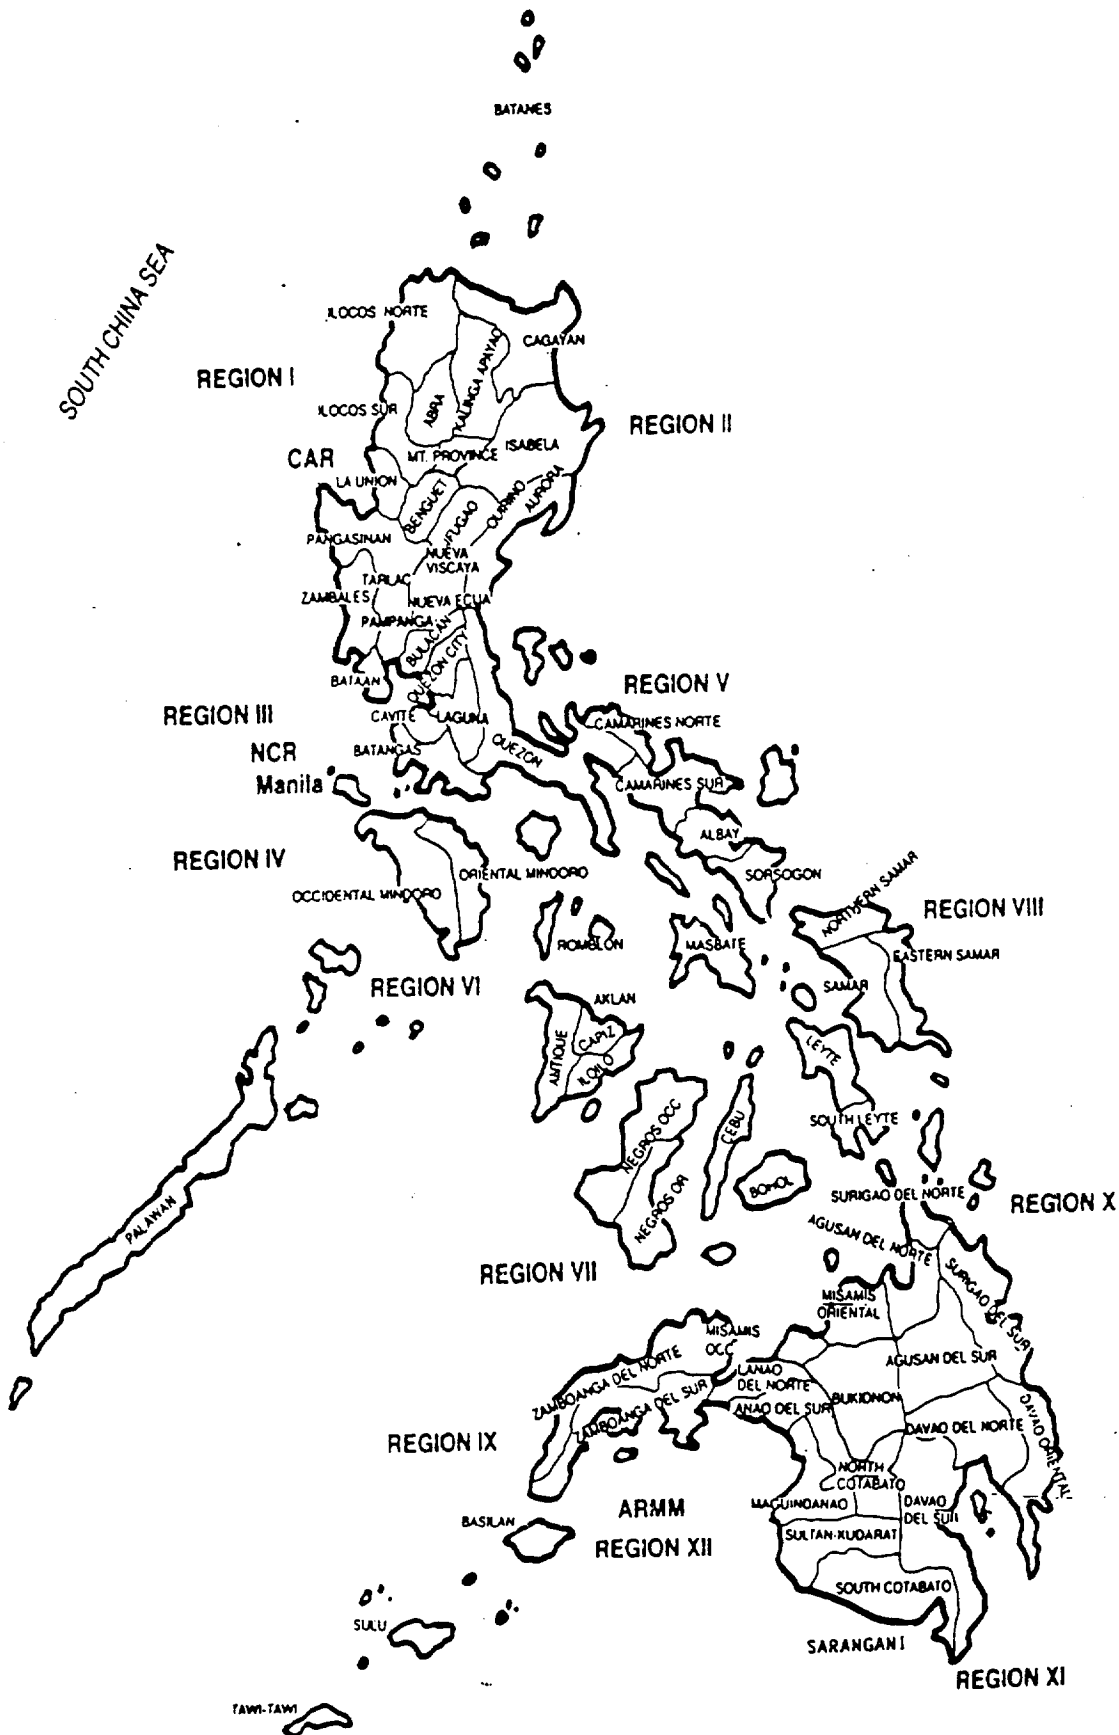 BATANES
SOUTH CHINA SEA
ILOCOS NORTE
CAGAYAN
KALINGA APAYAO
REGION I
ABRA
ILOCOS SUR
REGION II
ISABELA
MT. PROVINCE
CAR
LA UNION
BENGUET
IFUGAO
QUIRINO
AURORA
PANGASINAN
NUEVA
VISCAYA
TARLAC
ZAMBALES
NUEVA ECIJA
PAMPANGA
BULACAN
QUEZON CITY
BATAAN
REGION V
REGION III
CAVITE
LAGUNA
CAMARINES NORTE
QUEZON
NCR
BATANGAS
Manila
CAMARINES SUR
ALBAY
REGION IV
ORIENTAL MINDORO
SORSOGON
OCCIDENTAL MINDORO
NORTHERN SAMAR
REGION VIII
ROMBLON
MASBATE
EASTERN SAMAR
SAMAR
REGION VI
AKLAN
CAPIZ
ANTIQUE
ILOILO
LEYTE
SOUTH LEYTE
NEGROS OCC
CEBU
BOHOL
NEGROS OR
SURIGAO DEL NORTE
REGION X
PALAWAN
AGUSAN DEL NORTE
REGION VII
SURIGAO DEL SUR
MISAMIS
ORIENTAL
MISAMIS
OCC
ZAMBOANGA DEL NORTE
LANAO
DEL NORTE
AGUSAN DEL SUR
ZAMBOANGA DEL SUR
ANAO DEL SUR
BUKIDNON
DAVAO DEL NORTE
DAVAO ORIENTAL
REGION IX
NORTH
COTABATO
MAGUINDANAO
DAVAO
DEL SUR
BASILAN
ARMM
REGION XII
SULTAN-KUDARAT
SOUTH COTABATO
SULU
SARANGANI
REGION XI
TAWI-TAWI